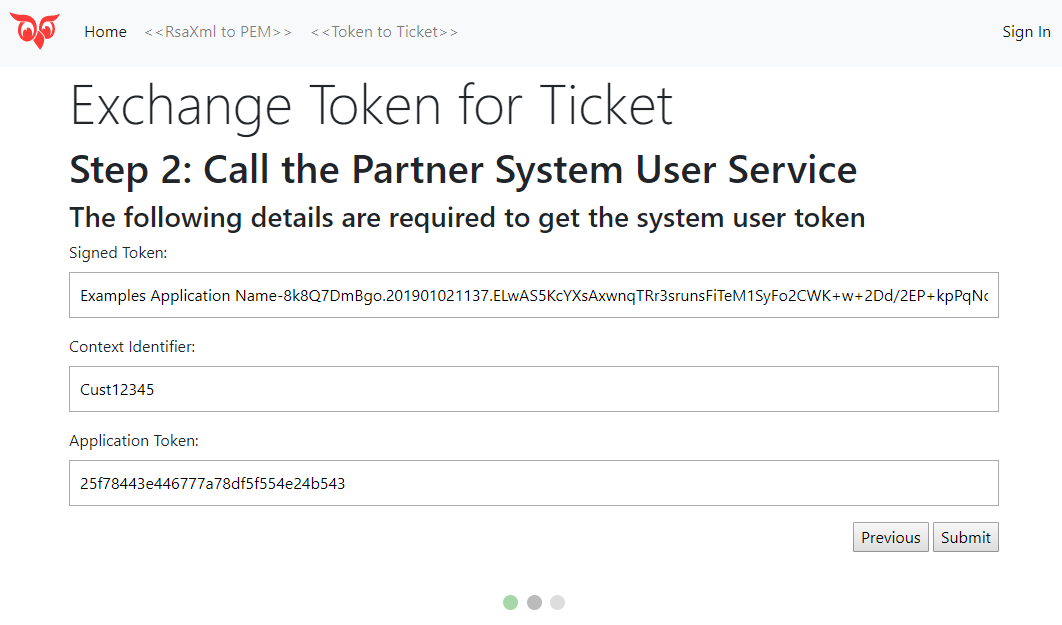 Home <<RsaXml to PEM>> <<Token to Ticket>> Sign In
Exchange Token for Ticket
Step 2: Call the Partner System User Service
The following details are required to get the system user token
Signed Token:
Examples Application Name-8k8Q7DmBgo.201901021137.ELwAS5KcYXsAxwnqTRr3srunsFiTeM1SyFo2CWK+w+2Dd/2EP+kpPqNc
Context Identifier:
Cust12345
Application Token:
25f78443e446777a78df5f554e24b543
Previous Submit